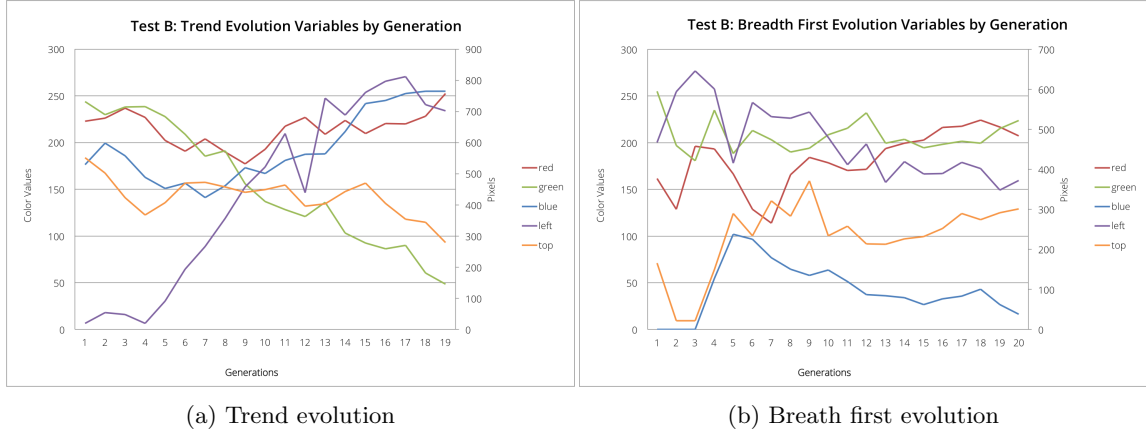 Test B: Trend Evolution Variables by Generation
300
250
200
150
100
50
0
Color Values
900
800
700
600
500
400
300
200
100
0
Pixels
1 2 3 4 5 6 7 8 9 10 11 12 13 14 15 16 17 18 19
Generations
red
green
blue
left
top
(a) Trend evolution
Test B: Breadth First Evolution Variables by Generation
300
250
200
150
100
50
0
Color Values
700
600
500
400
300
200
100
0
Pixels
1 2 3 4 5 6 7 8 9 10 11 12 13 14 15 16 17 18 19 20
Generations
red
green
blue
left
top
(b) Breath first evolution